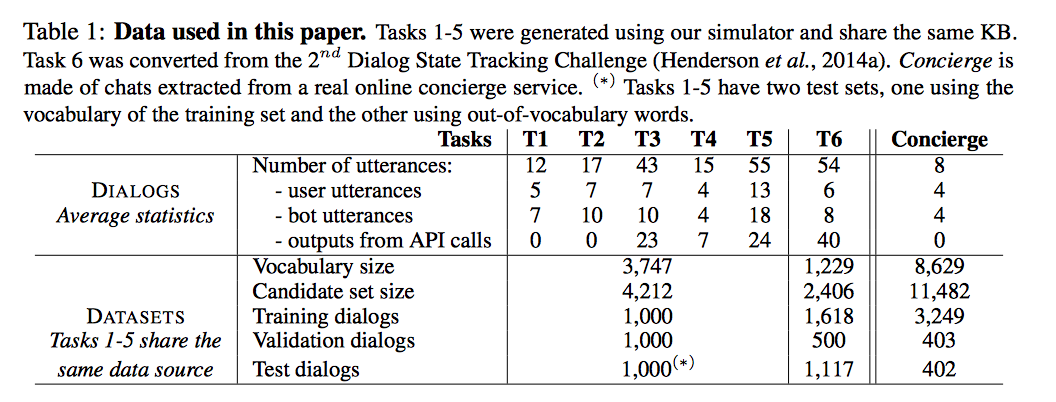 Table 1: Data used in this paper. Tasks 1-5 were generated using our simulator and share the same KB.
Task 6 was converted from the 2nd Dialog State Tracking Challenge (Henderson et al., 2014a). Concierge is
made of chats extracted from a real online concierge service. (*) Tasks 1-5 have two test sets, one using the
vocabulary of the training set and the other using out-of-vocabulary words.
Tasks T1 T2 T3 T4 T5 T6 Concierge
Number of utterances: 12 17 43 15 55 54 8
DIALOGS - user utterances 5 7 7 4 13 6 4
Average statistics - bot utterances 7 10 10 4 18 8 4
- outputs from API calls 0 0 23 7 24 40 0
Vocabulary size 3,747 1,229 8,629
Candidate set size 4,212 2,406 11,482
DATASETS Training dialogs 1,000 1,618 3,249
Tasks 1-5 share the Validation dialogs 1,000 500 403
same data source Test dialogs 1,000(*) 1,117 402